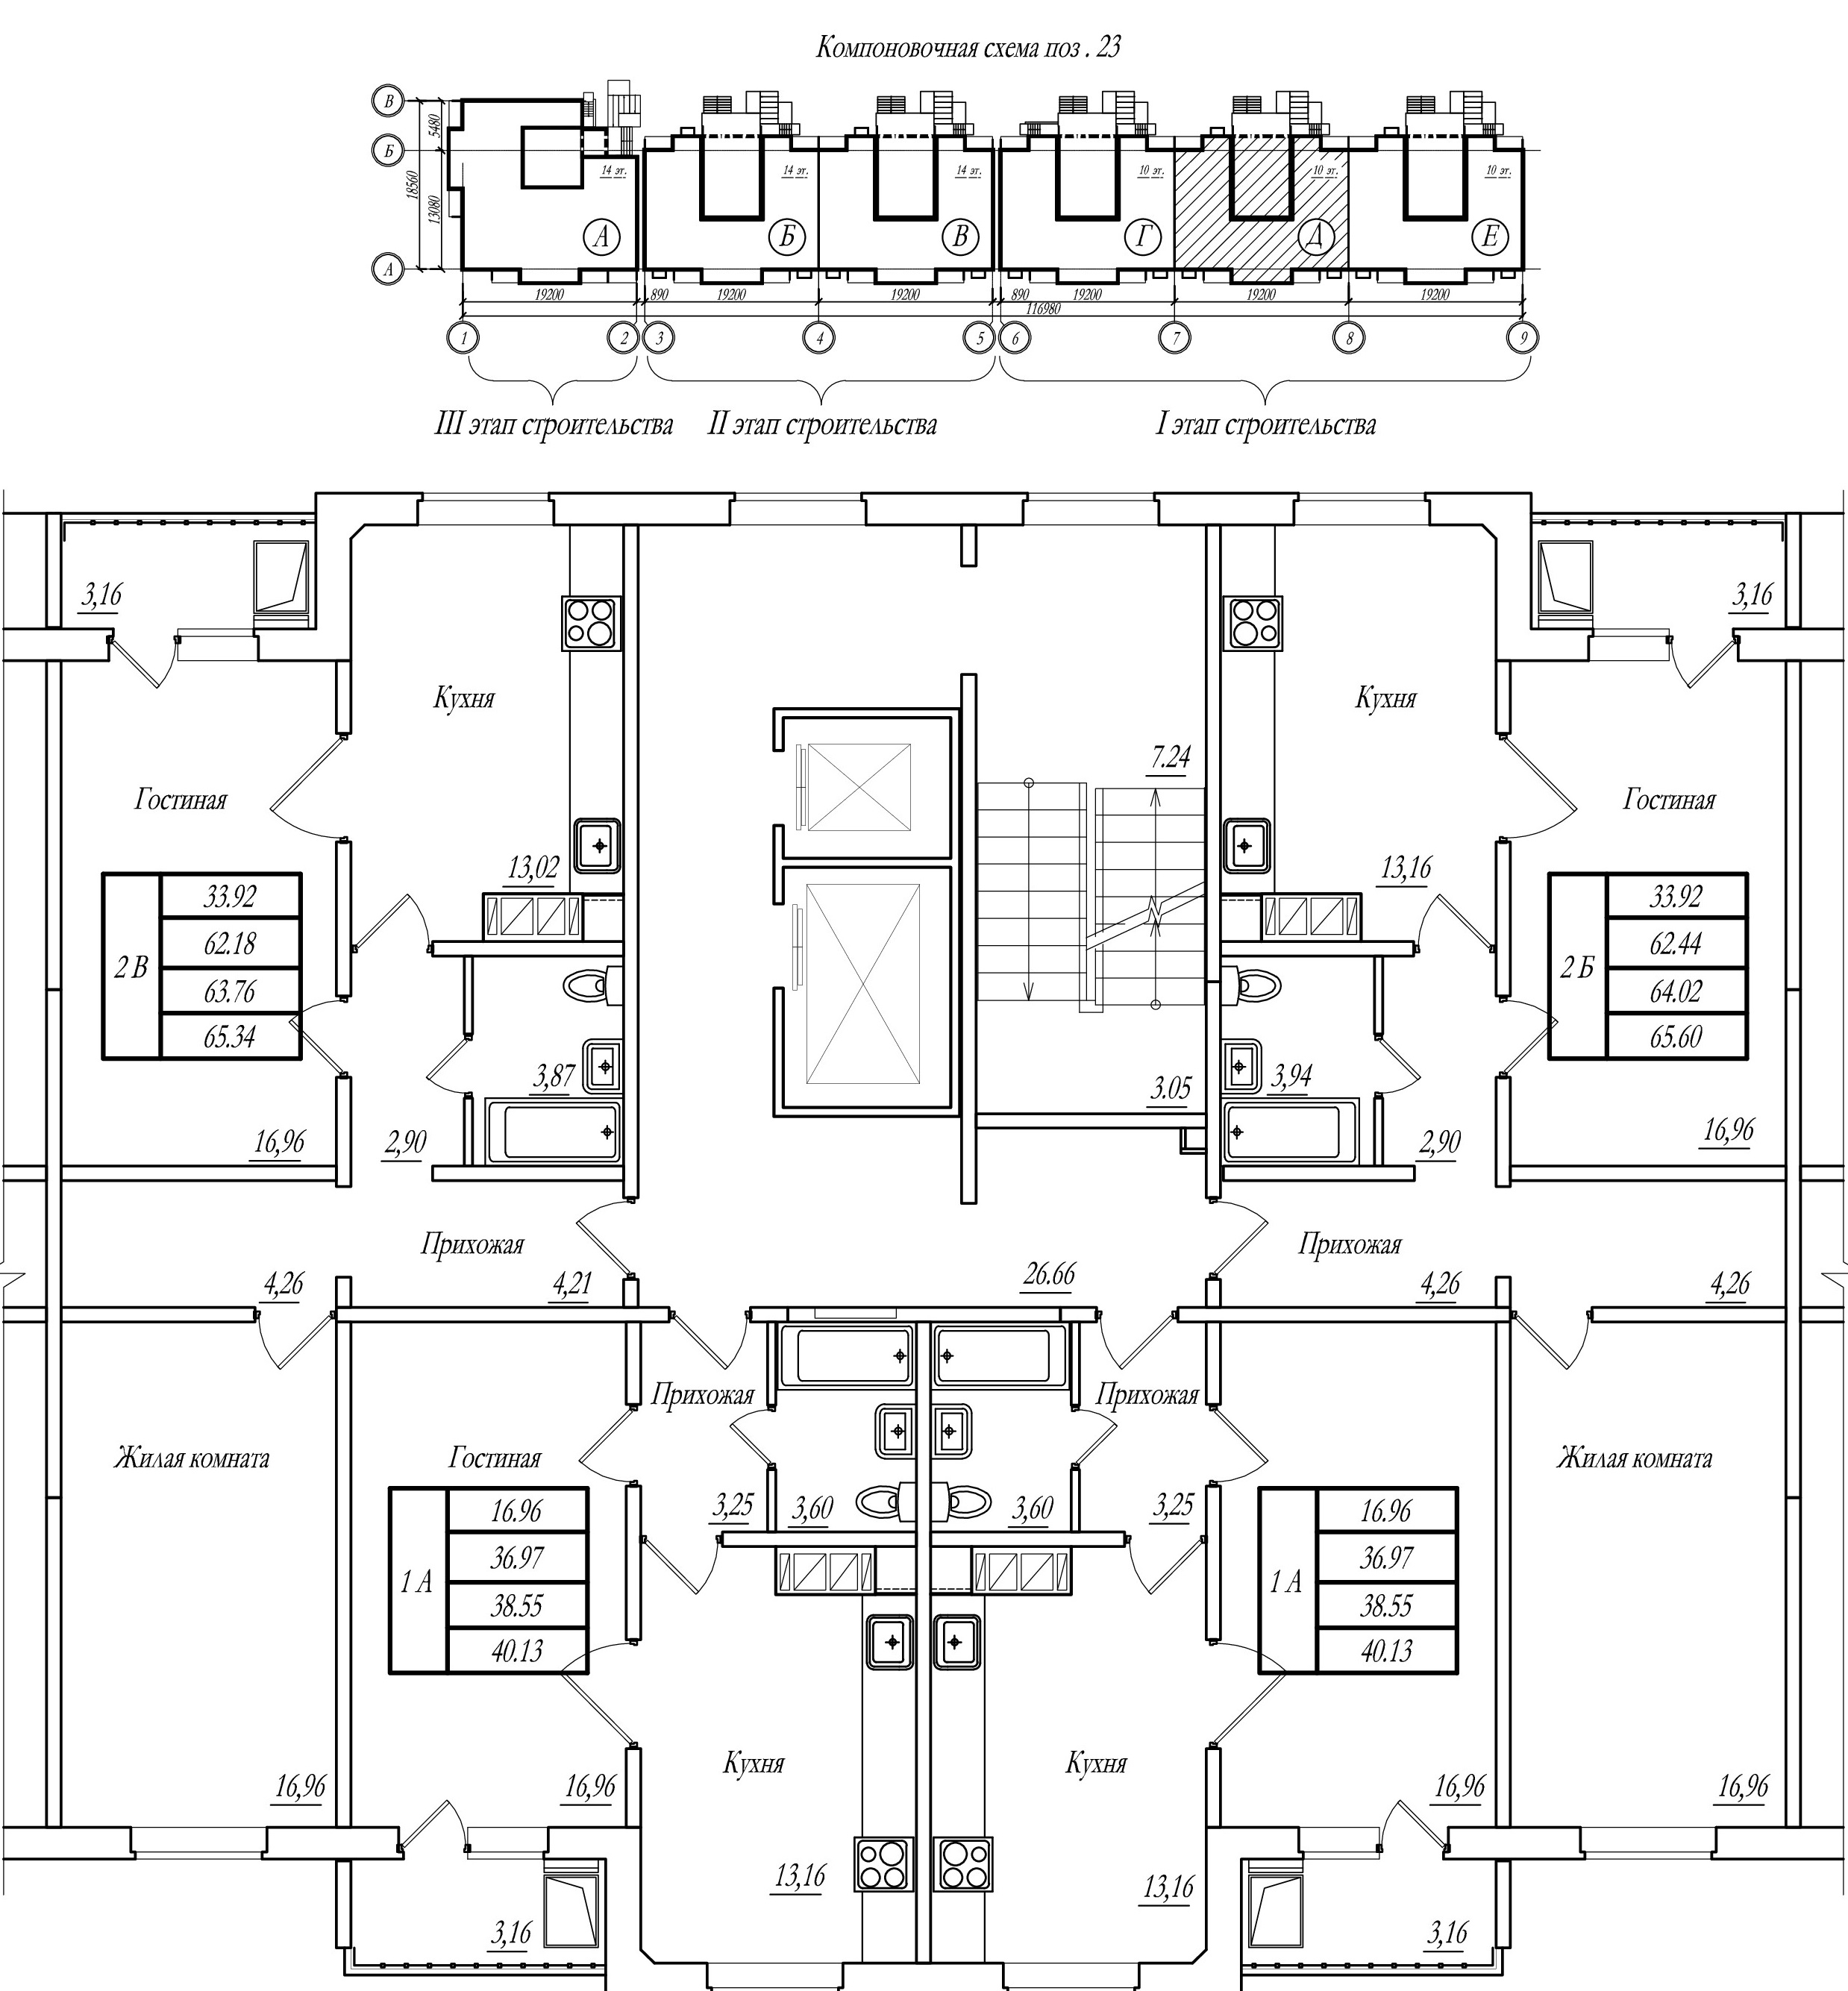 Компоновочная схема поз . 23
В
Б
А
5480
18560
13080
14 эт.
14 эт.
14 эт.
10 эт.
10 эт.
10 эт.
А
Б
В
Г
Д
Е
19200
890
19200
19200
890
19200
19200
19200
116980
1
2
3
4
5
6
7
8
9
III этап строительства
II этап строительства
I этап строительства
3,16
3,16
Кухня
Кухня
7.24
Гостиная
Гостиная
13,02
13,16
2 В
33.92
62.18
63.76
65.34
2 Б
33.92
62.44
64.02
65.60
3,87
3.05
3,94
16,96
2,90
2,90
16,96
Прихожая
Прихожая
4,26
4,21
26.66
4,26
4,26
Прихожая
Прихожая
Жилая комната
Гостиная
Жилая комната
3,25
3,60
3,60
3,25
1 А
16.96
36.97
38.55
40.13
1 А
16.96
36.97
38.55
40.13
Кухня
Кухня
16,96
16,96
16,96
16,96
13,16
13,16
3,16
3,16